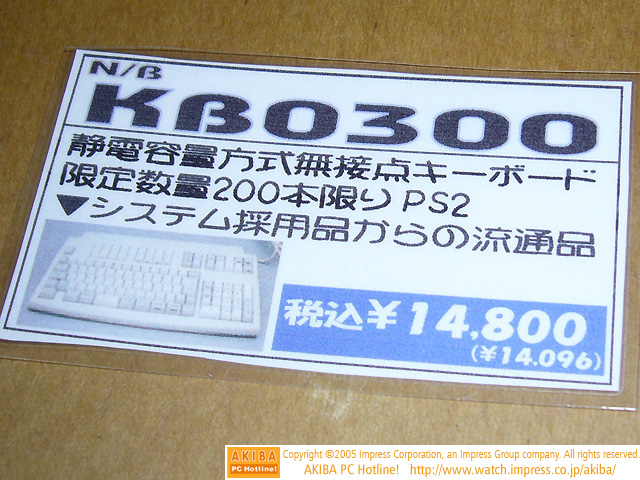 N/B
KB0300
静電容量方式無接点キーボード
限定数量200本限り PS2
▼システム採用品からの流通品
税込¥14,800
(¥14.096)
AKIBA
PC Hotline!
Copyright ©2005 Impress Corporation, an Impress Group company. All rights reserved.
AKIBA PC Hotline! http://www.watch.impress.co.jp/akiba/